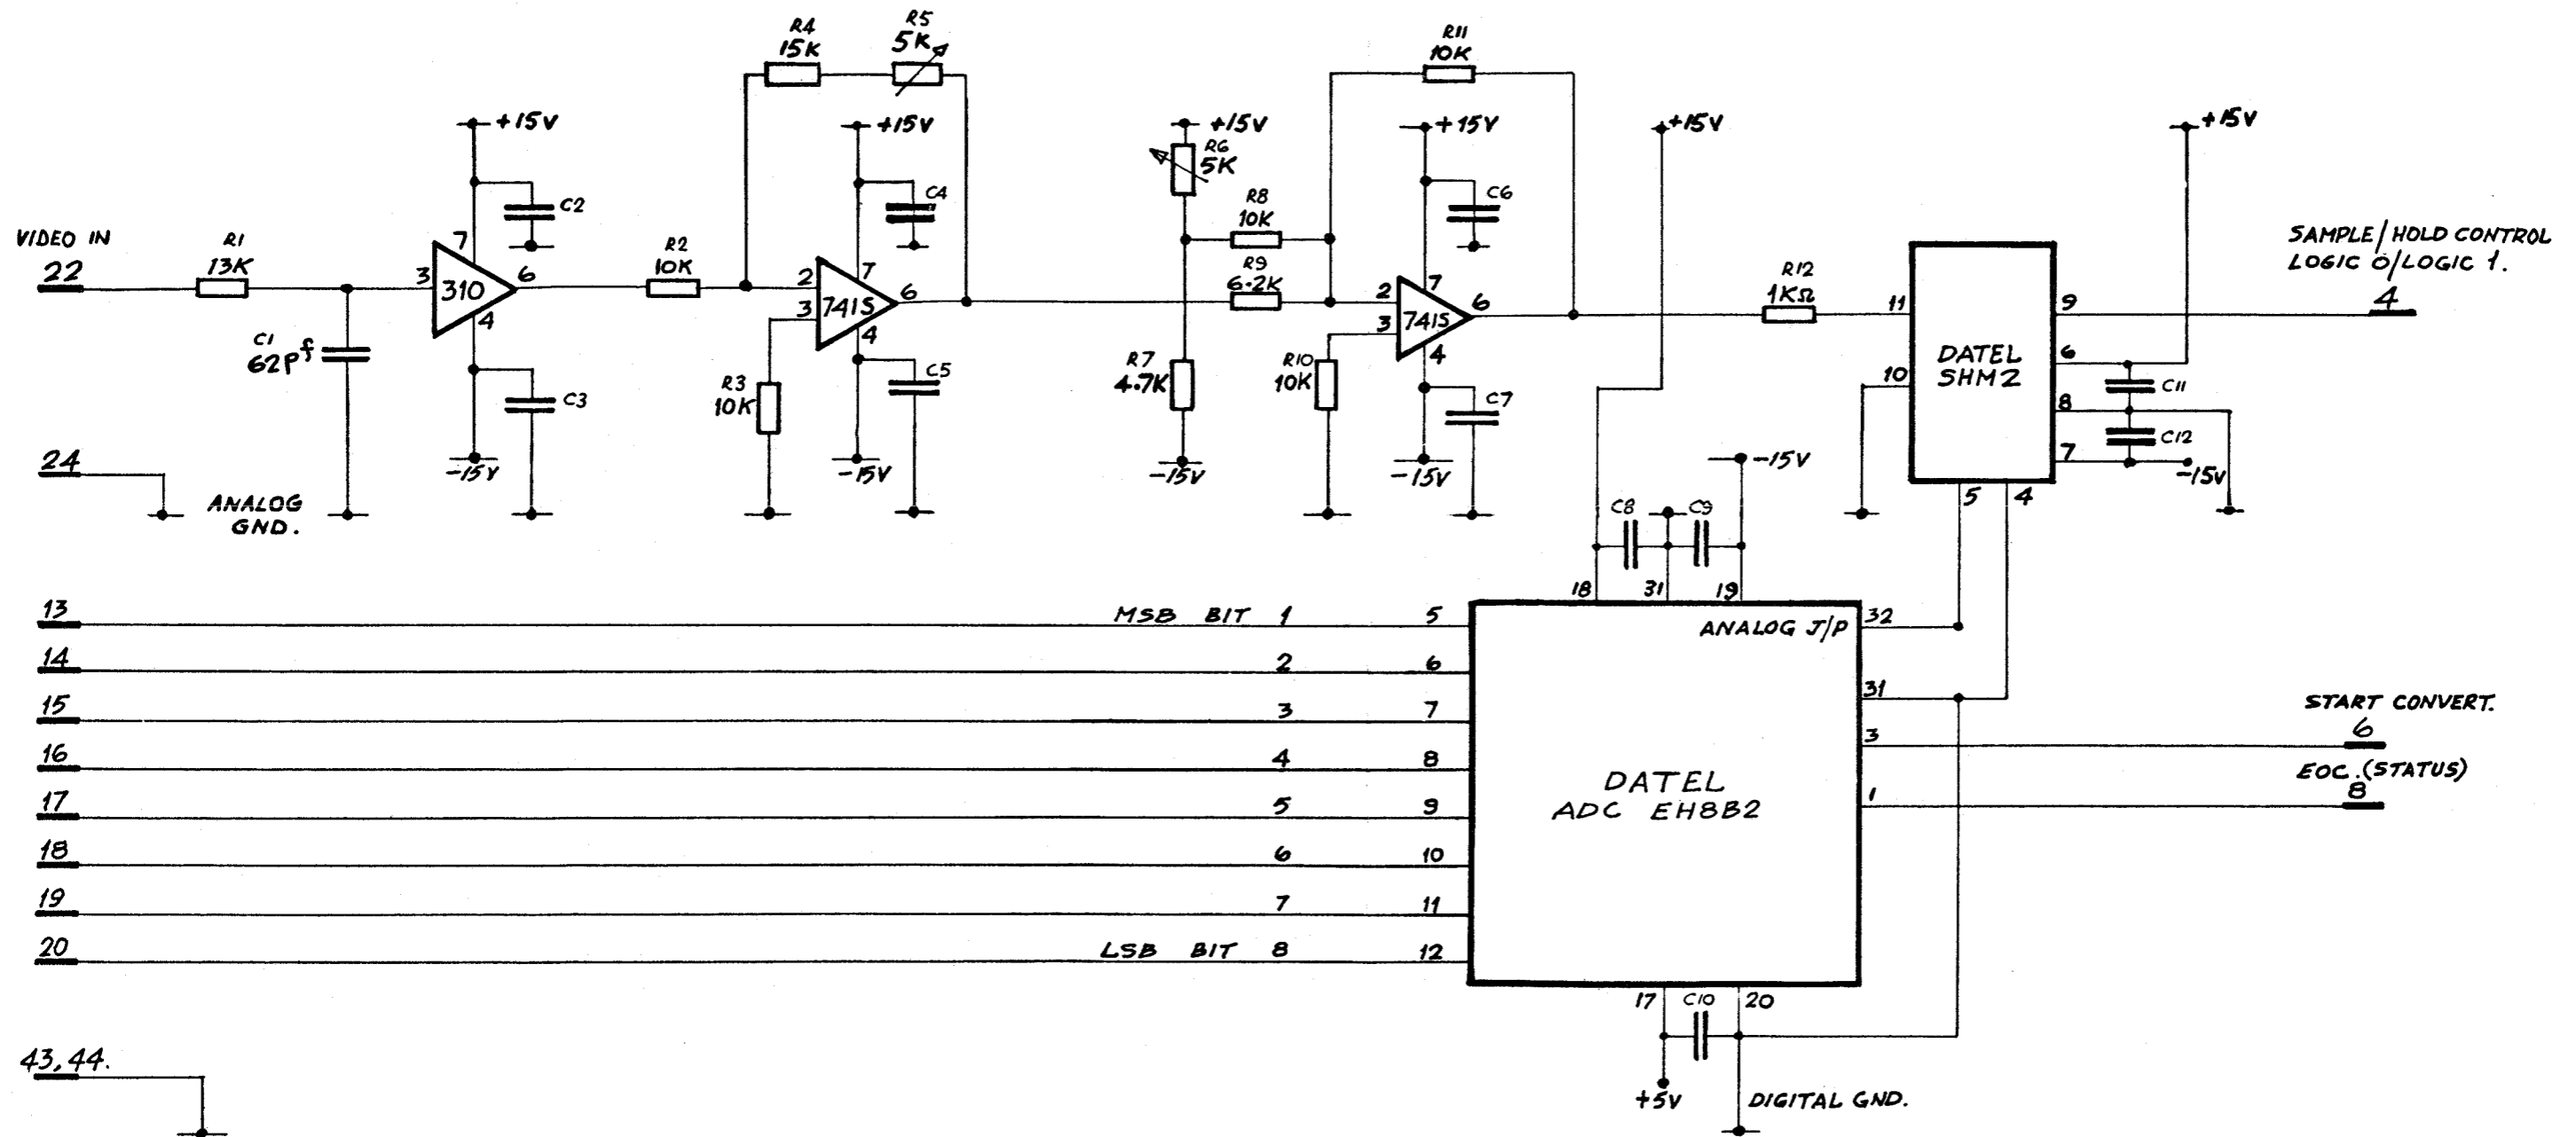 R4
15K
R5
5K
R11
10K
+15V
+15V
+15V
R6
5K
+15V
+15V
+15V
C2
C4
C6
R8
10K
VIDEO IN
22
R1
13K
3
7
310
6
4
R2
10K
2
3
7
741S
6
4
R9
6.2K
2
3
7
741S
6
4
R12
1KΩ
11
10
DATEL
SHM2
9
6
8
7
5
4
SAMPLE/HOLD CONTROL
LOGIC 0/LOGIC 1.
4
C1
62Pf
C3
R3
10K
C5
R7
4.7K
R10
10K
C7
C11
C12
-15V
-15V
-15V
-15V
-15V
-15V
24
ANALOG
GND.
C8
C9
18
31
19
13
MSB BIT 1
5
14
2
6
15
3
7
16
4
8
17
5
9
18
6
10
19
7
11
20
LSB BIT 8
12
ANALOG I/P
32
31
3
1
DATEL
ADC EH8B2
START CONVERT.
6
EOC.(STATUS)
8
17
C10
20
+5V
DIGITAL GND.
43,44.